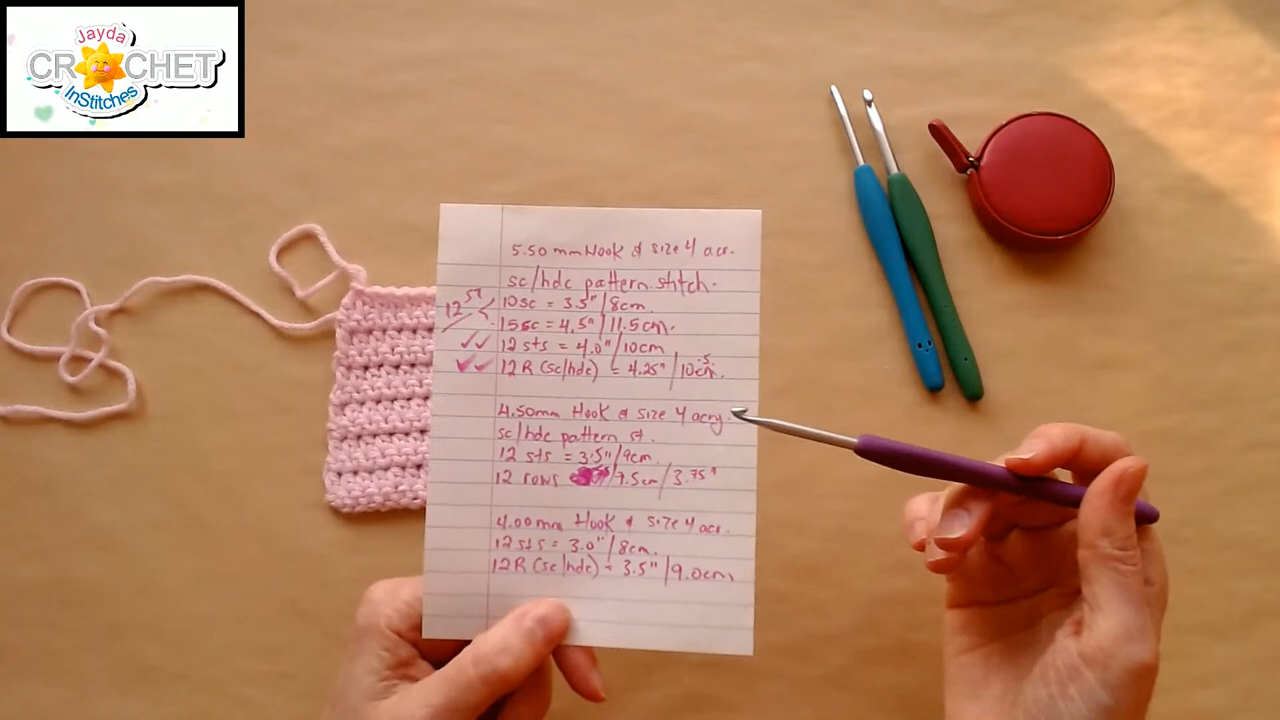 Jayda
CROCHET
InStitches
5.50 mm Hook & size 4 acr.
sc/hdc pattern stitch.
12 st
10sc = 3.5"/8cm.
15sc = 4.5"/11.5cm.
✓✓ 12 sts = 4.0"/10cm
✓✓ 12R (sc/hdc) = 4.25"/10.5cm.
4.50mm Hook & size 4 acry.
sc/hdc pattern st.
12 sts = 3.5"/9cm.
12 rows 9.5cm/3.75"
4.00mm Hook & size 4 acr.
12 sts = 3.0"/8cm.
12R (sc/hdc) = 3.5"/9.0cm